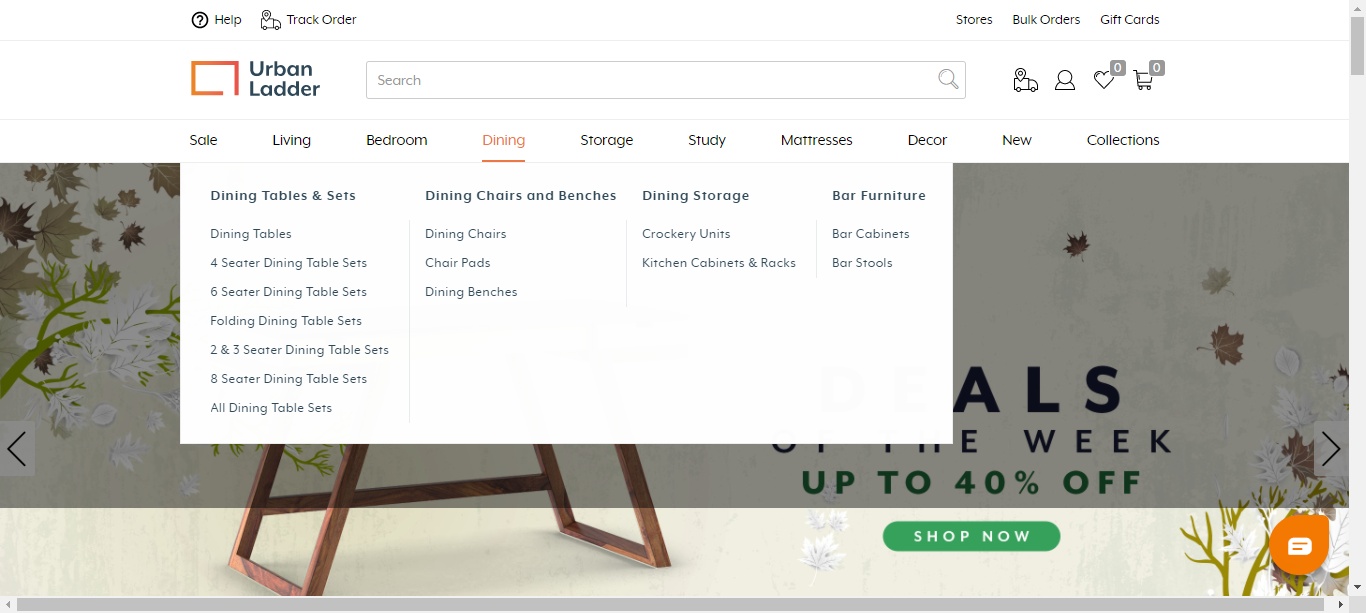 Help
Track Order
Stores
Bulk Orders
Gift Cards
Urban
Ladder
Search
0
0
Sale
Living
Bedroom
Dining
Storage
Study
Mattresses
Decor
New
Collections
Dining Tables & Sets
Dining Tables
4 Seater Dining Table Sets
6 Seater Dining Table Sets
Folding Dining Table Sets
2 & 3 Seater Dining Table Sets
8 Seater Dining Table Sets
All Dining Table Sets
Dining Chairs and Benches
Dining Chairs
Chair Pads
Dining Benches
Dining Storage
Crockery Units
Kitchen Cabinets & Racks
Bar Furniture
Bar Cabinets
Bar Stools
DEALS
OF THE WEEK
UP TO 40% OFF
SHOP NOW